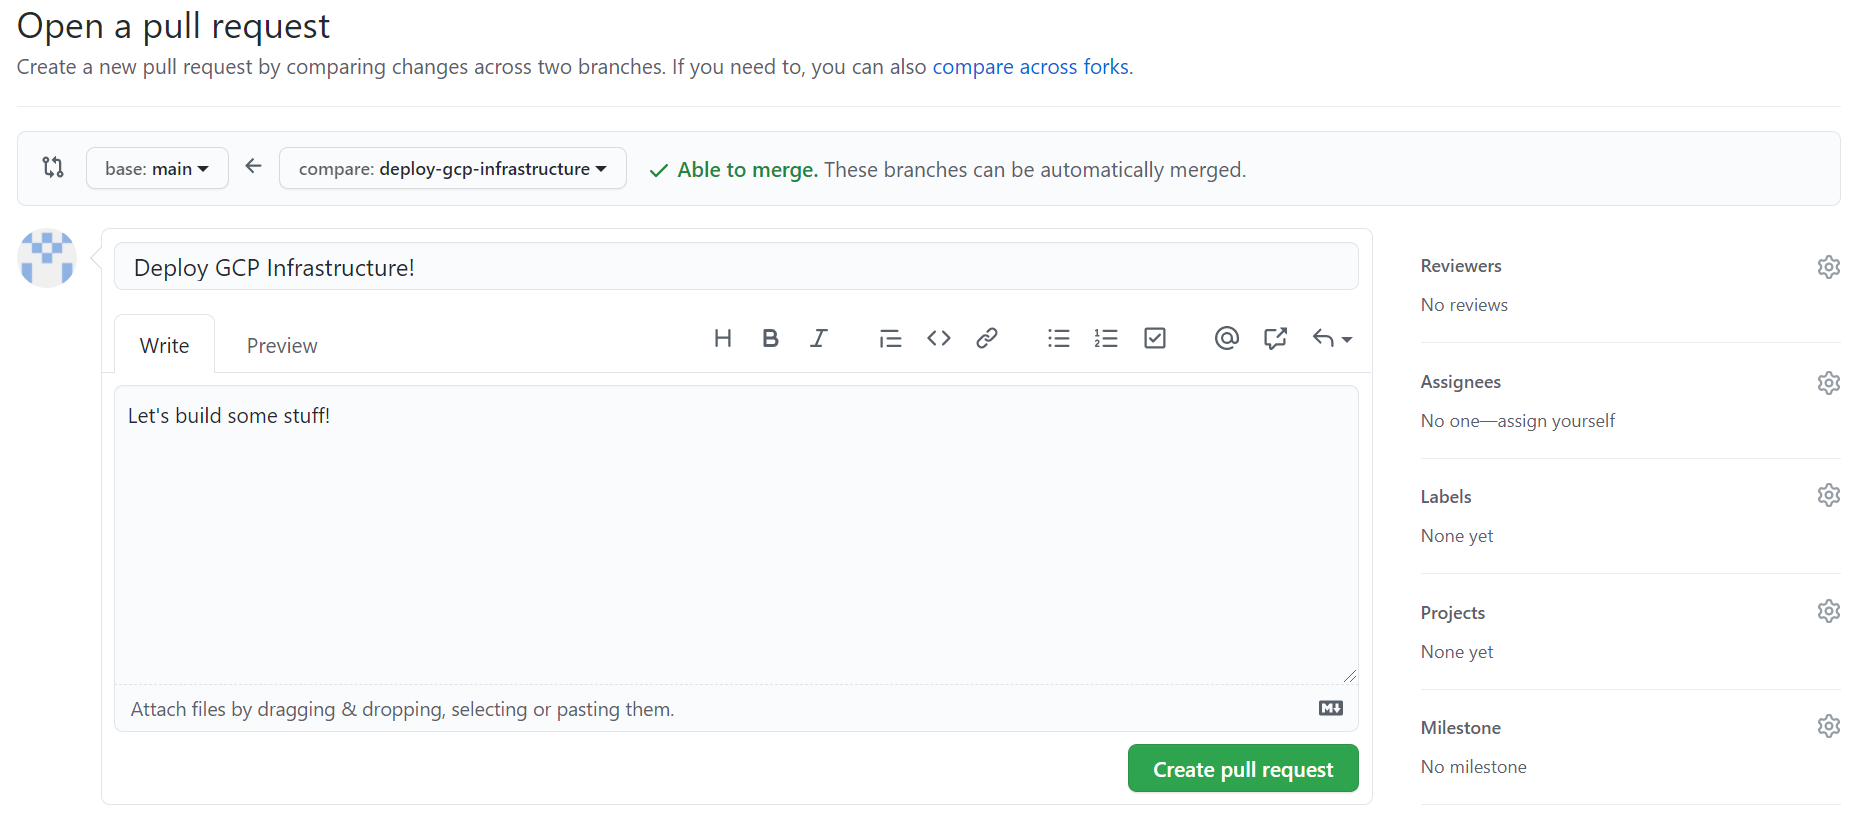 Open a pull request
Create a new pull request by comparing changes across two branches. If you need to, you can also compare across forks.
base: main
compare: deploy-gcp-infrastructure
Able to merge. These branches can be automatically merged.
Deploy GCP Infrastructure!
Write
Preview
Let's build some stuff!
Attach files by dragging & dropping, selecting or pasting them.
Create pull request
Reviewers
No reviews
Assignees
No one—assign yourself
Labels
None yet
Projects
None yet
Milestone
No milestone